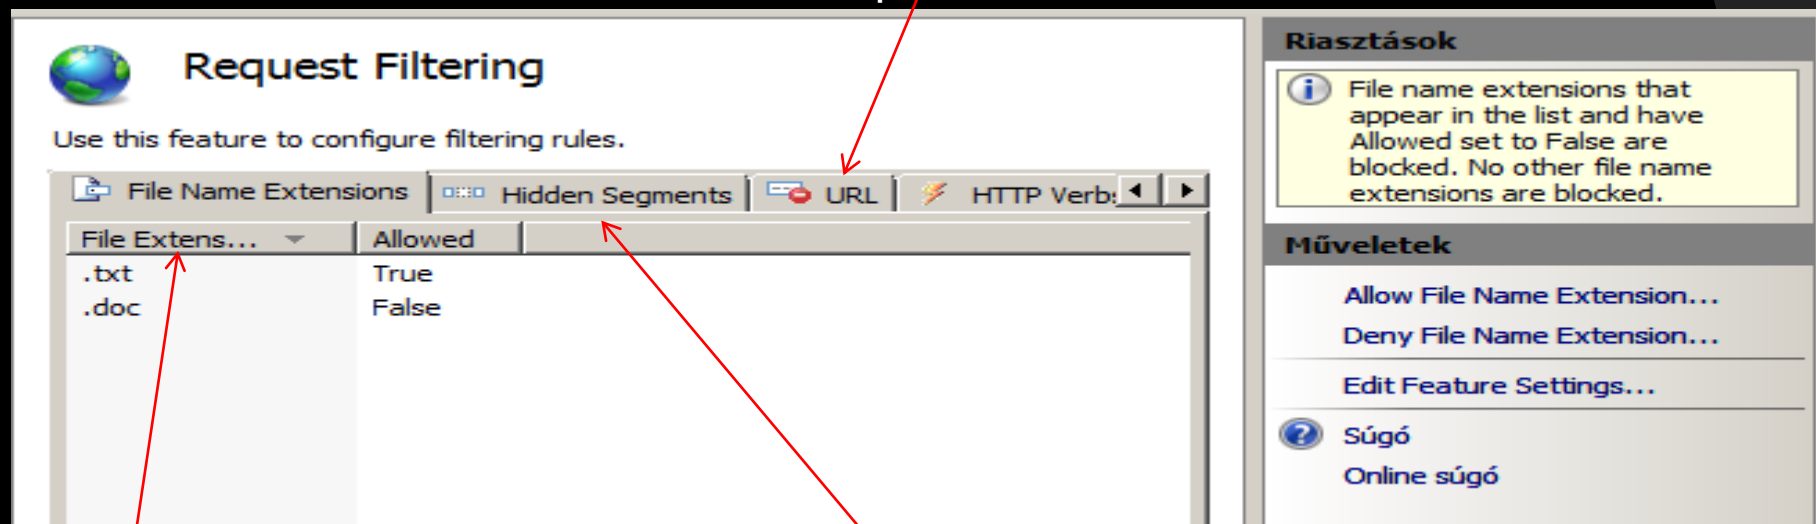 Request Filtering
Use this feature to configure filtering rules.
File Name Extensions
Hidden Segments
URL
HTTP Verb
File Extens...
Allowed
.txt
True
.doc
False
Riasztások
File name extensions that
appear in the list and have
Allowed set to False are
blocked. No other file name
extensions are blocked.
Műveletek
Allow File Name Extension...
Deny File Name Extension...
Edit Feature Settings...
Súgó
Online súgó